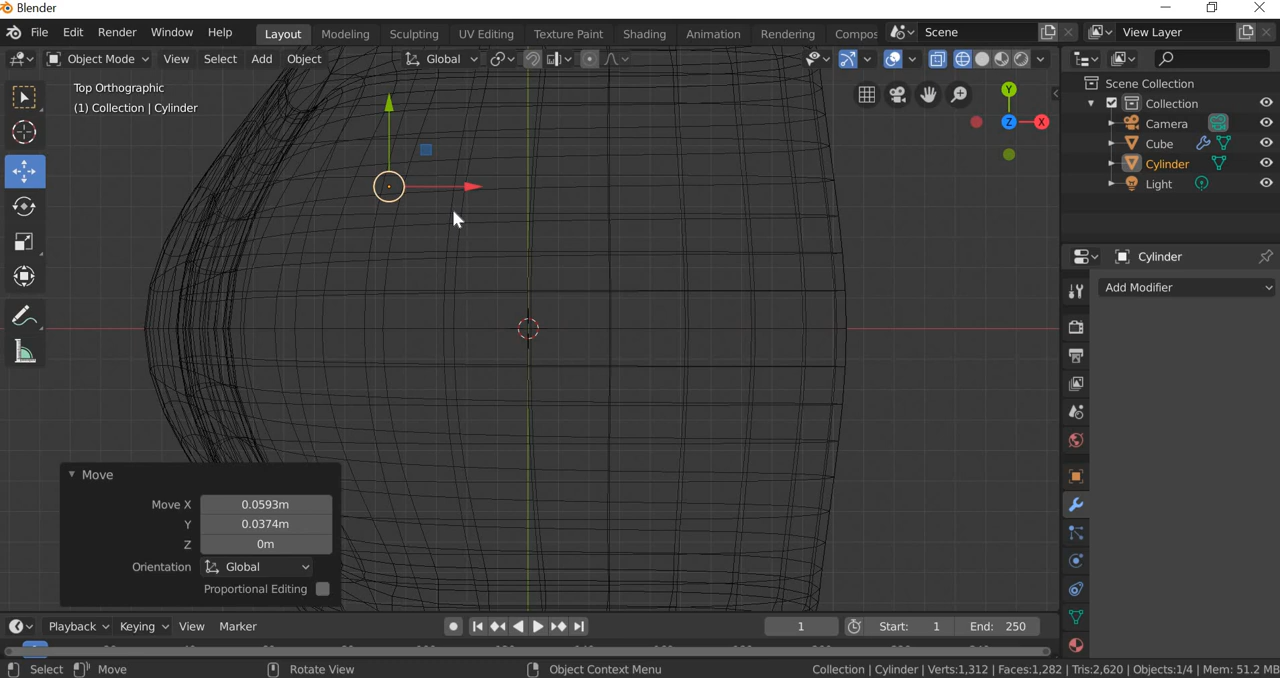 Blender
File Edit Render Window Help Layout Modeling Sculpting UV Editing Texture Paint Shading Animation Rendering Compos Scene View Layer
Object Mode View Select Add Object Global
Top Orthographic
(1) Collection | Cylinder
Y
Z X
Scene Collection
Collection
Camera
Cube
Cylinder
Light
Cylinder
Add Modifier
Move
Move X 0.0593m
Y 0.0374m
Z 0m
Orientation Global
Proportional Editing
Playback Keying View Marker 1 Start: 1 End: 250
Select Move Rotate View Object Context Menu Collection | Cylinder | Verts:1,312 | Faces:1,282 | Tris:2,620 | Objects:1/4 | Mem: 51.2 MB